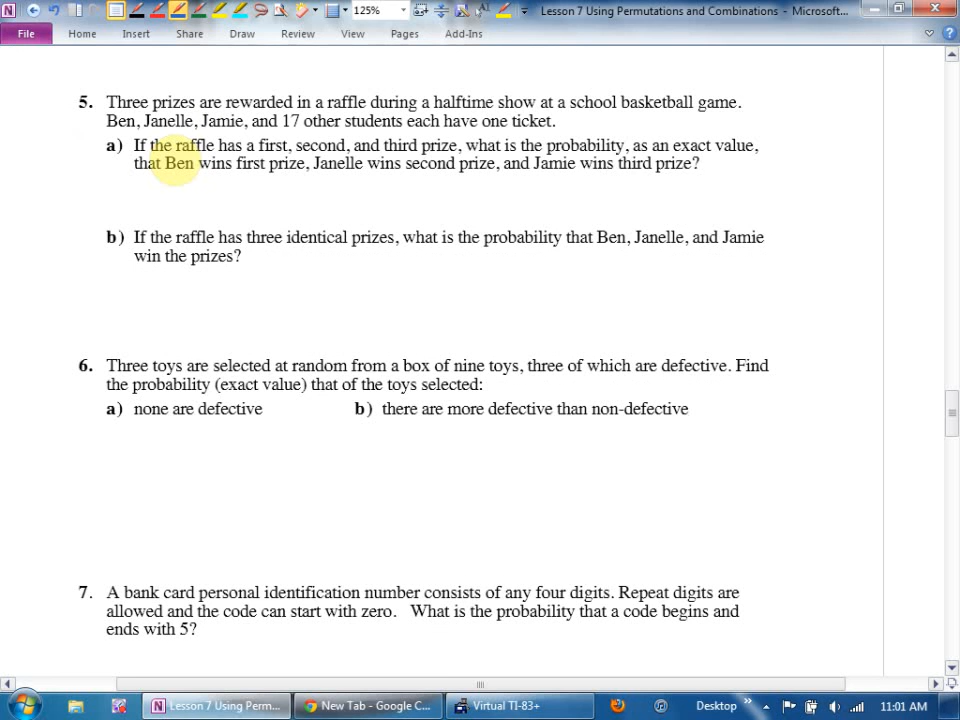 125%
Lesson 7 Using Permutations and Combinations - Microsoft...
File Home Insert Share Draw Review View Pages Add-Ins
5. Three prizes are rewarded in a raffle during a halftime show at a school basketball game.
Ben, Janelle, Jamie, and 17 other students each have one ticket.
a) If the raffle has a first, second, and third prize, what is the probability, as an exact value,
that Ben wins first prize, Janelle wins second prize, and Jamie wins third prize?
b) If the raffle has three identical prizes, what is the probability that Ben, Janelle, and Jamie
win the prizes?
6. Three toys are selected at random from a box of nine toys, three of which are defective. Find
the probability (exact value) that of the toys selected:
a) none are defective b) there are more defective than non-defective
7. A bank card personal identification number consists of any four digits. Repeat digits are
allowed and the code can start with zero. What is the probability that a code begins and
ends with 5?
Lesson 7 Using Perm... New Tab - Google C... Virtual TI-83+ Desktop 11:01 AM